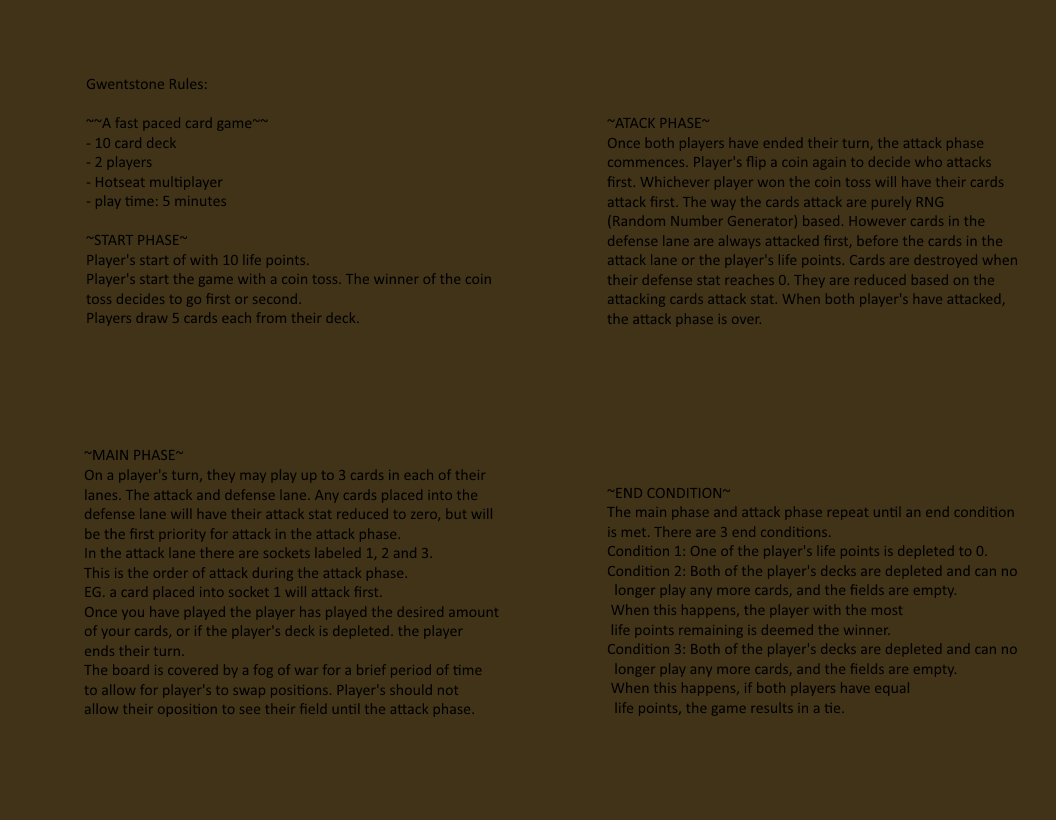 Gwentstone Rules:
~~A fast paced card game~~
- 10 card deck
- 2 players
- Hotseat multiplayer
- play time: 5 minutes
~START PHASE~
Player's start of with 10 life points.
Player's start the game with a coin toss. The winner of the coin
toss decides to go first or second.
Players draw 5 cards each from their deck.
~MAIN PHASE~
On a player's turn, they may play up to 3 cards in each of their
lanes. The attack and defense lane. Any cards placed into the
defense lane will have their attack stat reduced to zero, but will
be the first priority for attack in the attack phase.
In the attack lane there are sockets labeled 1, 2 and 3.
This is the order of attack during the attack phase.
EG. a card placed into socket 1 will attack first.
Once you have played the player has played the desired amount
of your cards, or if the player's deck is depleted. the player
ends their turn.
The board is covered by a fog of war for a brief period of time
to allow for player's to swap positions. Player's should not
allow their oposition to see their field until the attack phase.
~ATACK PHASE~
Once both players have ended their turn, the attack phase
commences. Player's flip a coin again to decide who attacks
first. Whichever player won the coin toss will have their cards
attack first. The way the cards attack are purely RNG
(Random Number Generator) based. However cards in the
defense lane are always attacked first, before the cards in the
attack lane or the player's life points. Cards are destroyed when
their defense stat reaches 0. They are reduced based on the
attacking cards attack stat. When both player's have attacked,
the attack phase is over.
~END CONDITION~
The main phase and attack phase repeat until an end condition
is met. There are 3 end conditions.
Condition 1: One of the player's life points is depleted to 0.
Condition 2: Both of the player's decks are depleted and can no
longer play any more cards, and the fields are empty.
When this happens, the player with the most
life points remaining is deemed the winner.
Condition 3: Both of the player's decks are depleted and can no
longer play any more cards, and the fields are empty.
When this happens, if both players have equal
life points, the game results in a tie.